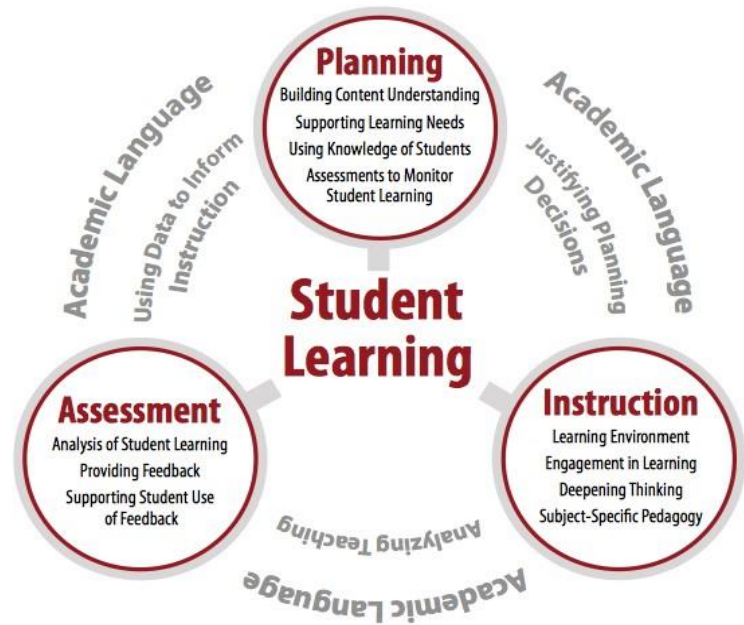 Planning
Building Content Understanding
Supporting Learning Needs
Using Knowledge of Students
Assessments to Monitor
Student Learning
Academic Language
Using Data to Inform
Instruction
Academic Language
Justifying Planning
Decisions
Student
Learning
Assessment
Analysis of Student Learning
Providing Feedback
Supporting Student Use
of Feedback
Instruction
Learning Environment
Engagement in Learning
Deepening Thinking
Subject-Specific Pedagogy
Analyzing Teaching
Academic Language